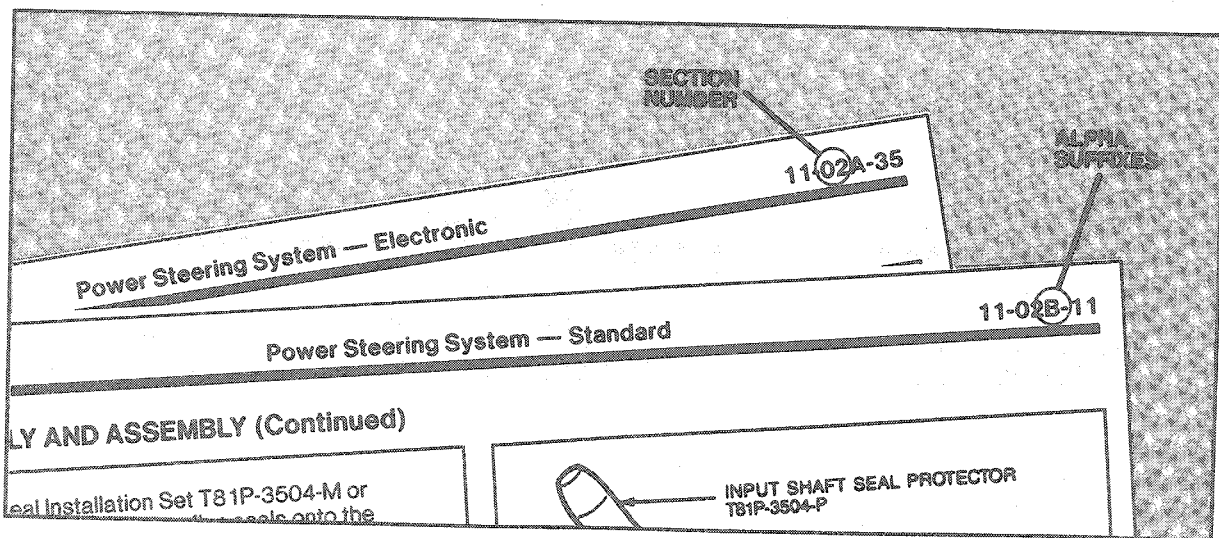 SECTION
NUMBER
ALPHA
SUFFIXES
11-02A-35
Power Steering System — Electronic
11-02B-11
Power Steering System — Standard
LY AND ASSEMBLY (Continued)
eal Installation Set T81P-3504-M or
seals onto the
INPUT SHAFT SEAL PROTECTOR
T81P-3504-P